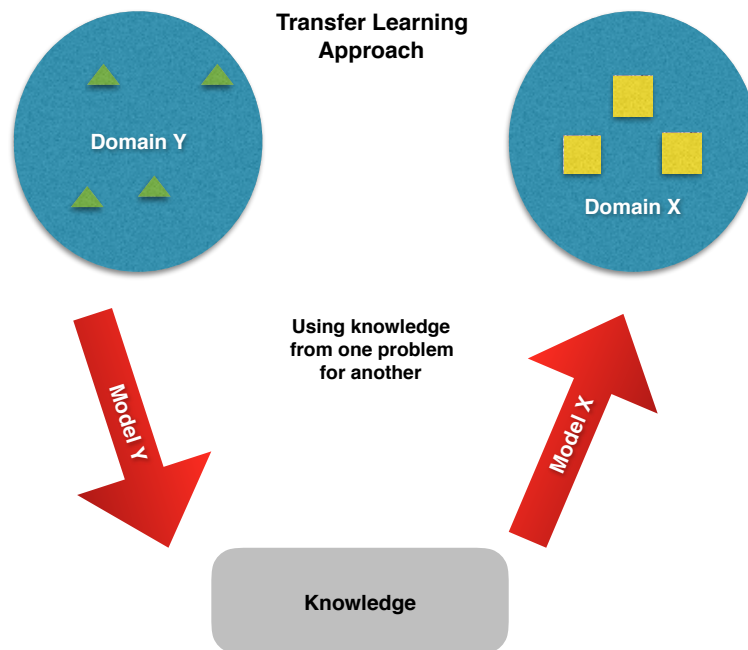 Transfer Learning
Approach
Domain Y
Domain X
Using knowledge
from one problem
for another
Model Y
Model X
Knowledge